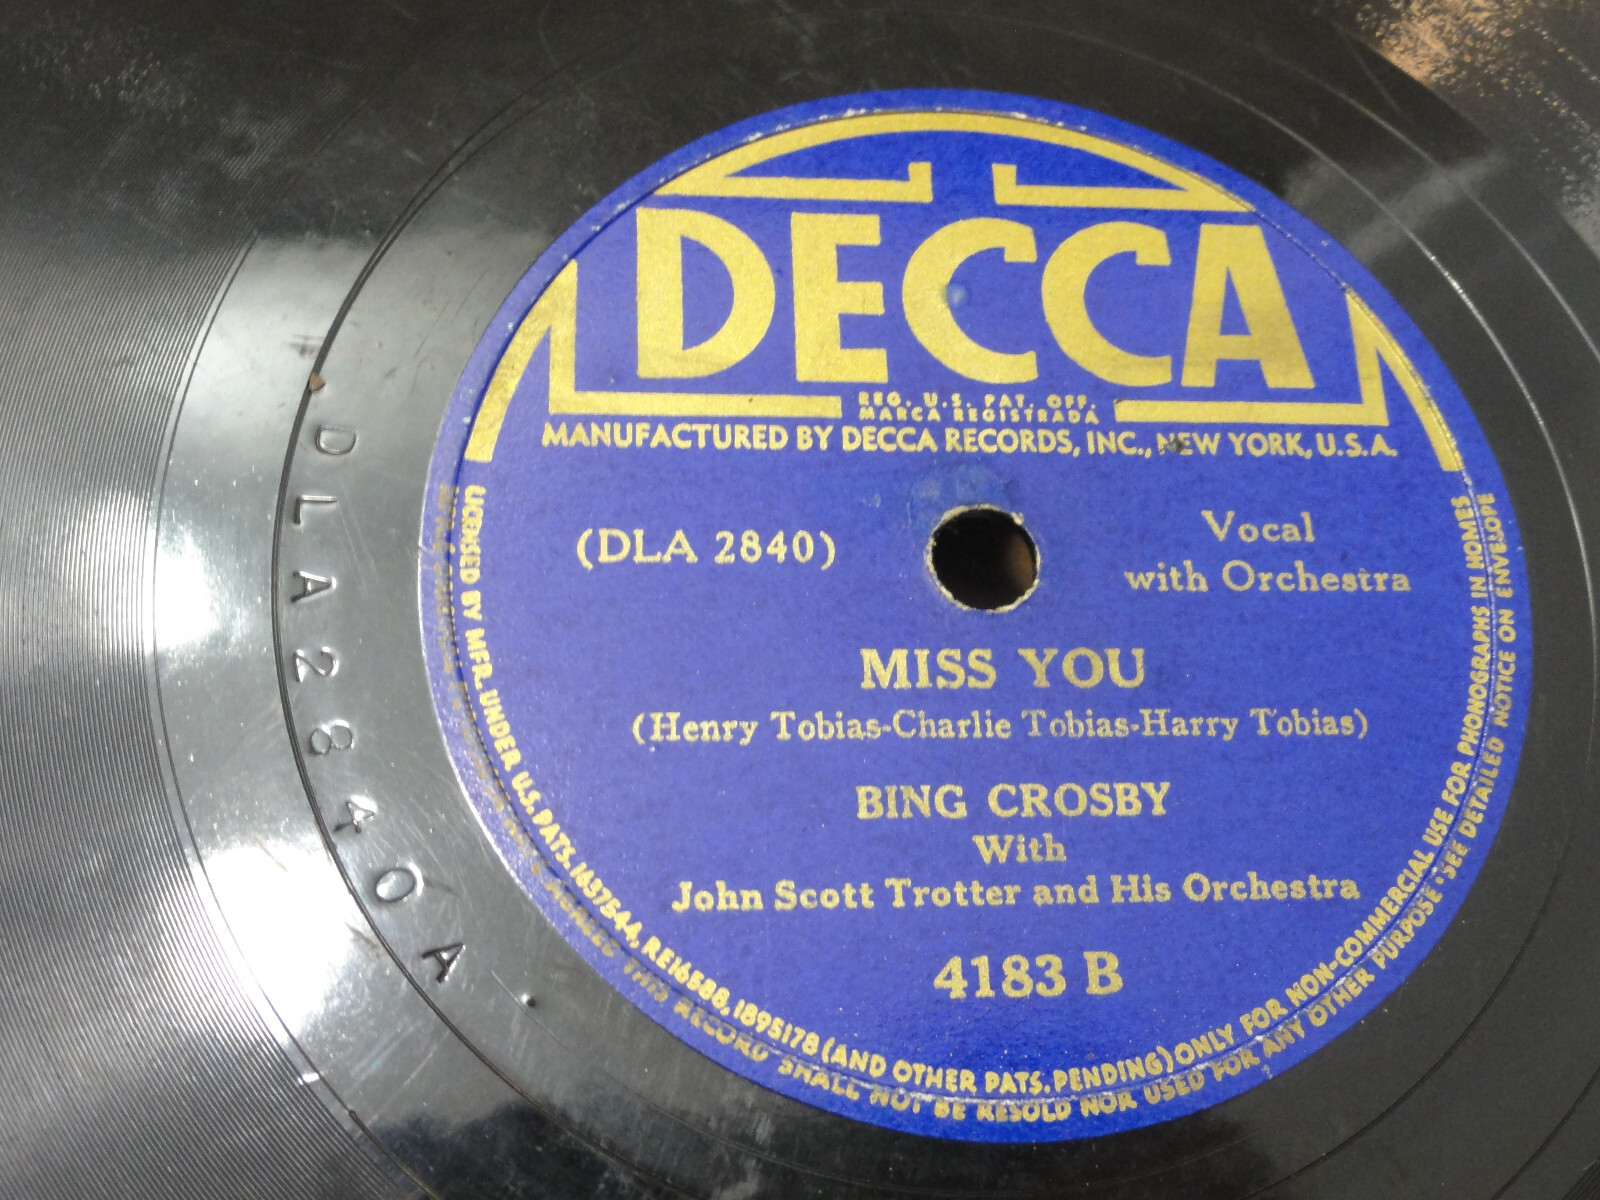 DECCA
REG. U.S. PAT. OFF.
MARCA REGISTRADA
MANUFACTURED BY DECCA RECORDS, INC., NEW YORK, U.S.A.
(DLA 2840)
Vocal
with Orchestra
MISS YOU
(Henry Tobias-Charlie Tobias-Harry Tobias)
BING CROSBY
With
John Scott Trotter and His Orchestra
4183 B
LICENSED BY MFR. UNDER U.S. PATS. 1637544, RE16588, 1895178 (AND OTHER PATS. PENDING) ONLY FOR NON-COMMERCIAL USE FOR PHONOGRAPHS IN HOMES
AGREES THIS RECORD SHALL NOT BE RESOLD NOR USED FOR ANY OTHER PURPOSE · SEE DETAILED NOTICE ON ENVELOPE
DLA2840A